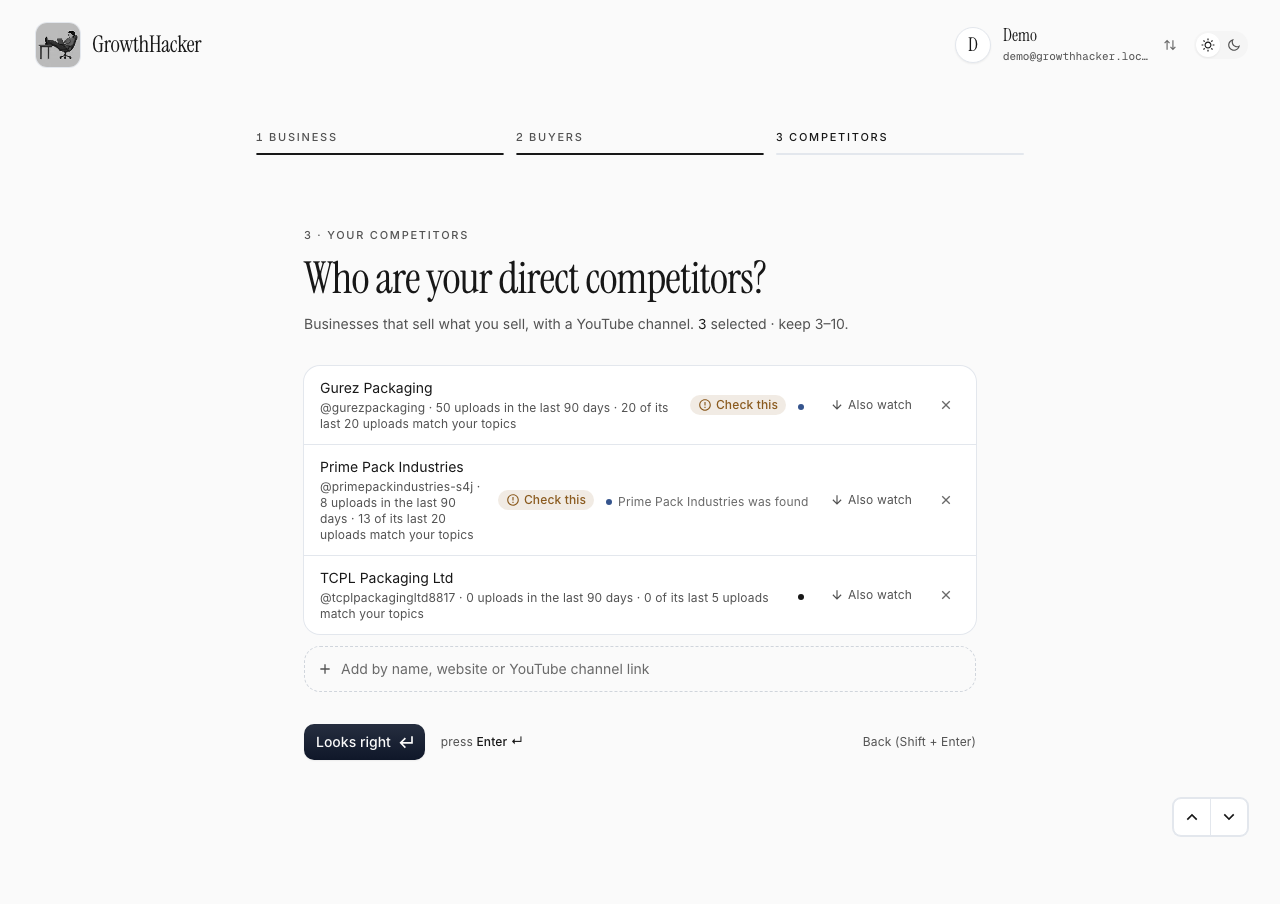 GrowthHacker
D
Demo
demo@growthhacker.loc…
1 BUSINESS
2 BUYERS
3 COMPETITORS
3 · YOUR COMPETITORS
Who are your direct competitors?
Businesses that sell what you sell, with a YouTube channel. 3 selected · keep 3–10.
Gurez Packaging
@gurezpackaging · 50 uploads in the last 90 days · 20 of its
last 20 uploads match your topics
Check this
Also watch
Prime Pack Industries
@primepackindustries-s4j ·
8 uploads in the last 90
days · 13 of its last 20
uploads match your topics
Check this
Prime Pack Industries was found
Also watch
TCPL Packaging Ltd
@tcplpackagingltd8817 · 0 uploads in the last 90 days · 0 of its last 5 uploads
match your topics
Also watch
Add by name, website or YouTube channel link
Looks right
press Enter
Back (Shift + Enter)